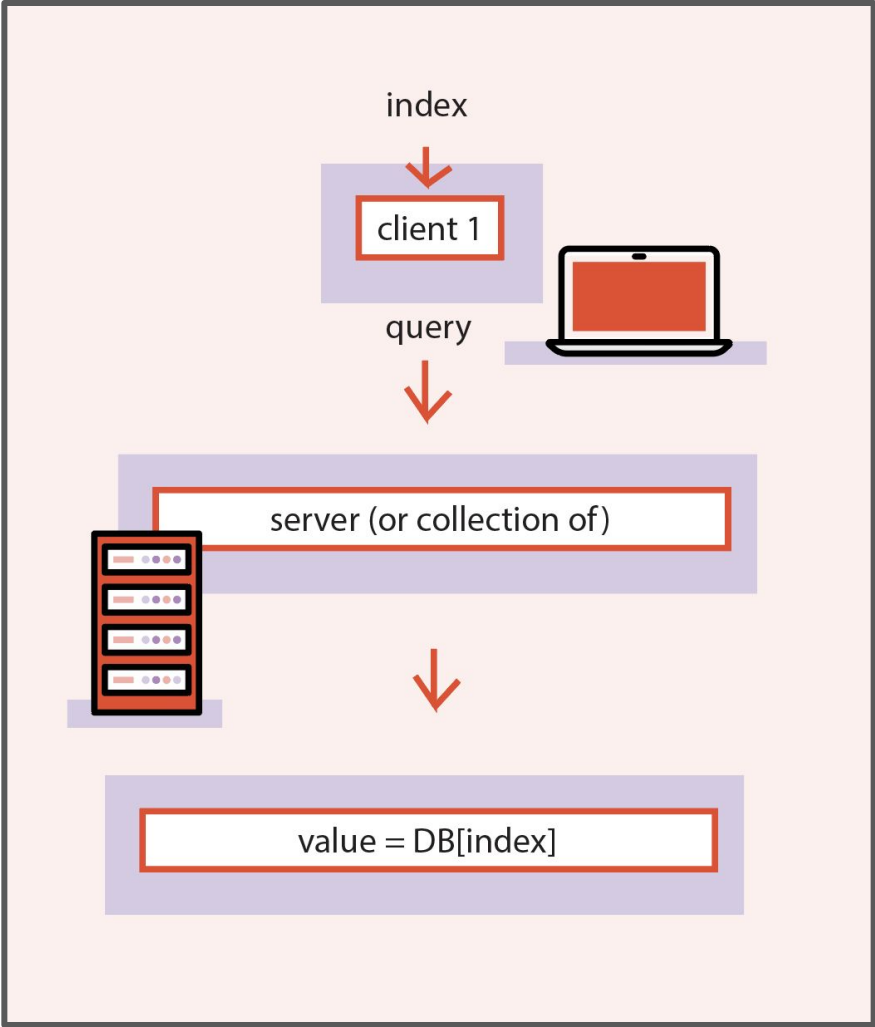 index
client 1
query
server (or collection of)
value = DB[index]